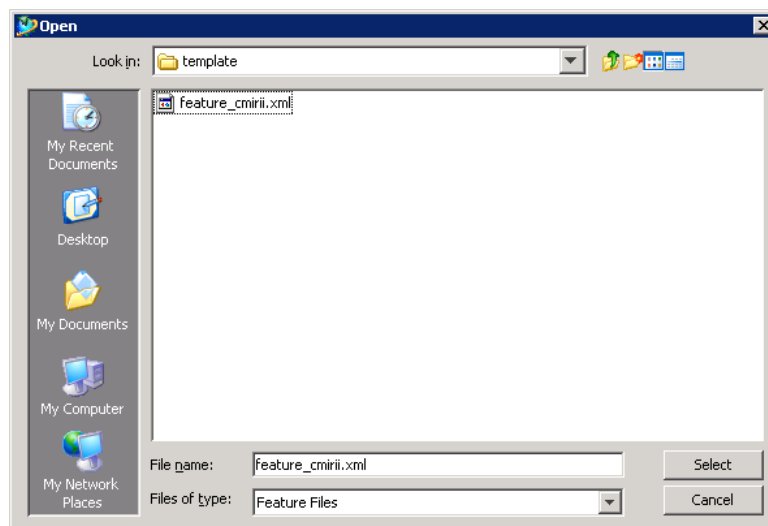 Open
Look in:
template
feature_cmirii.xml
My Recent
Documents
Desktop
My Documents
My Computer
My Network
Places
File name:
feature_cmirii.xml
Select
Files of type:
Feature Files
Cancel